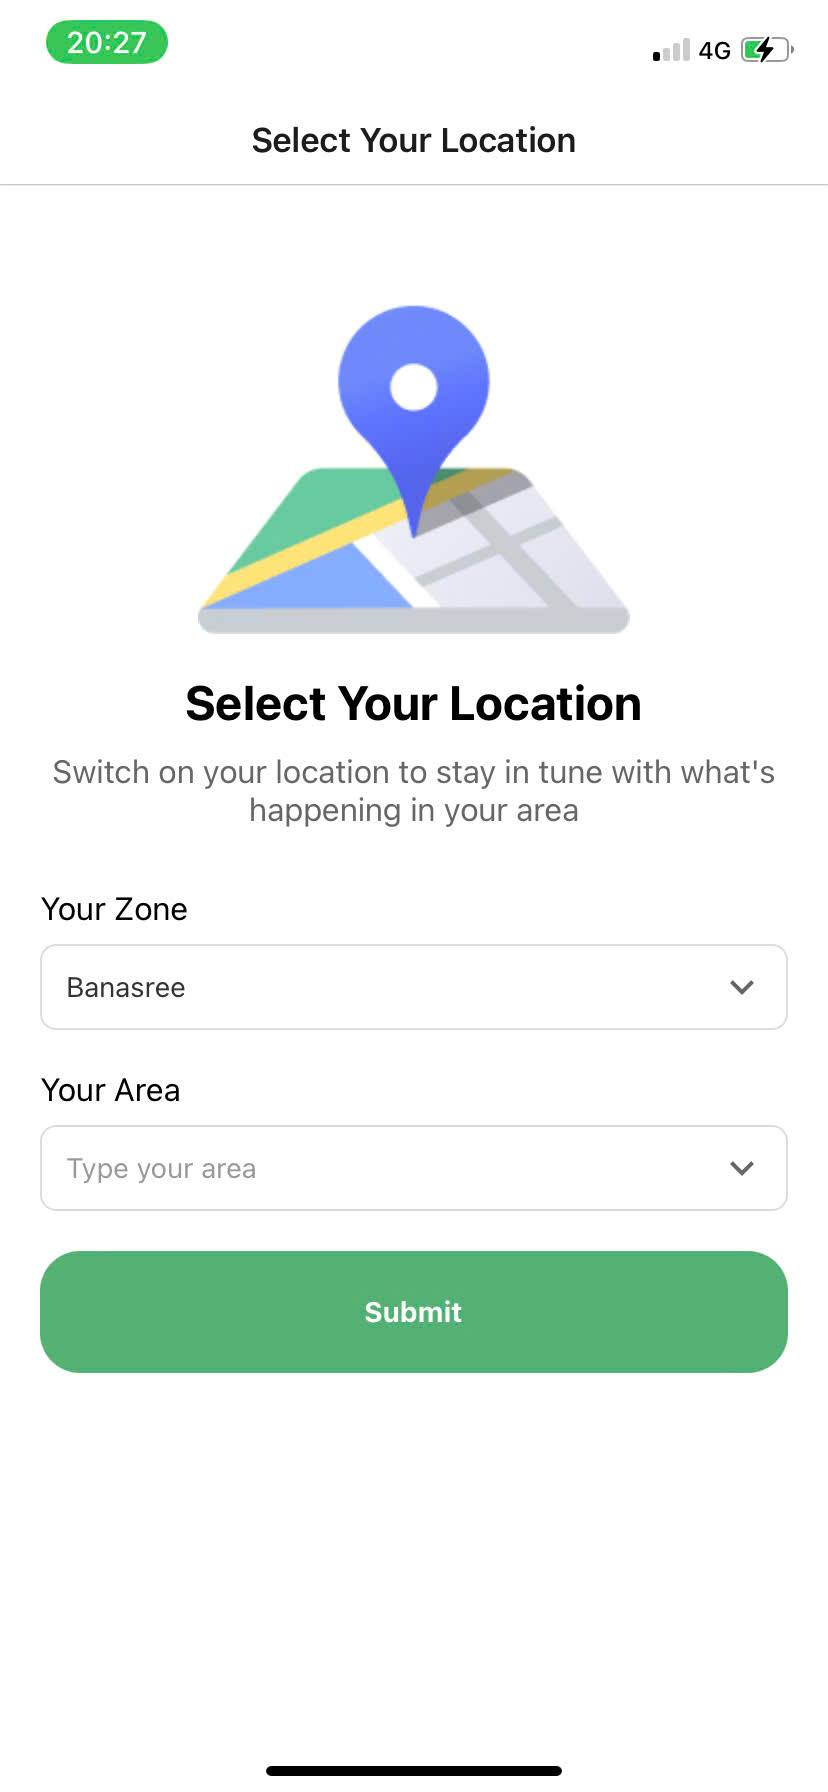 20:27
4G
Select Your Location
Select Your Location
Switch on your location to stay in tune with what's
happening in your area
Your Zone
Banasree
Your Area
Type your area
Submit